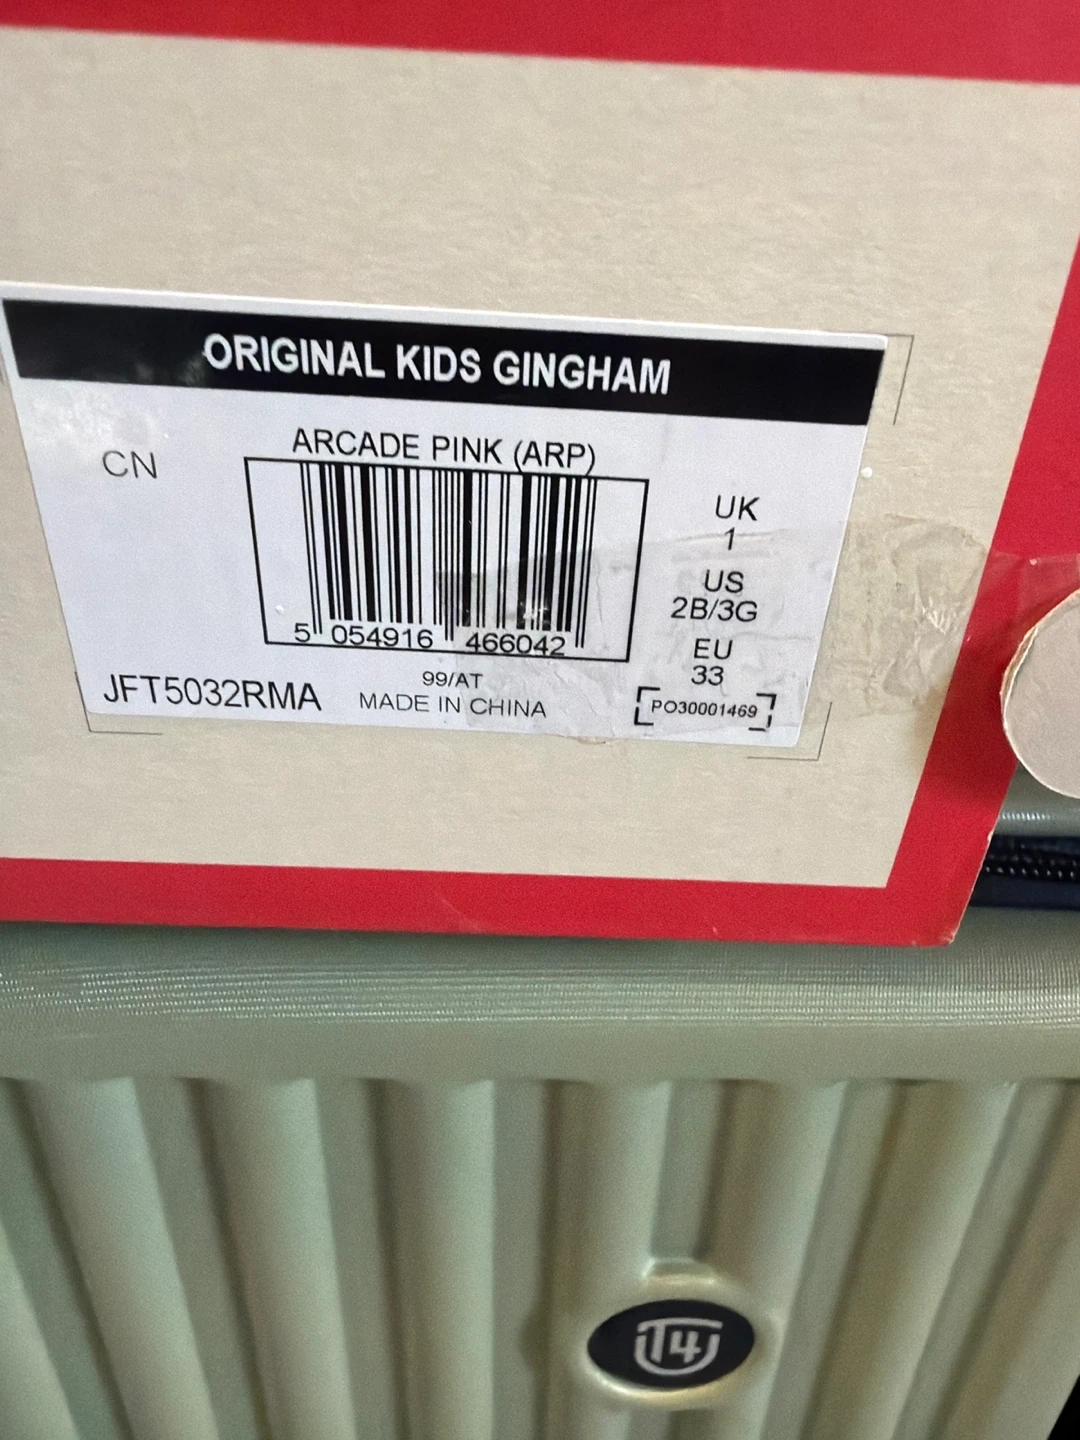 ORIGINAL KIDS GINGHAM
ARCADE PINK (ARP)
CN
5 054916 466042
UK
1
US
2B/3G
EU
33
JFT5032RMA
99/AT
MADE IN CHINA
PO30001469
T4U